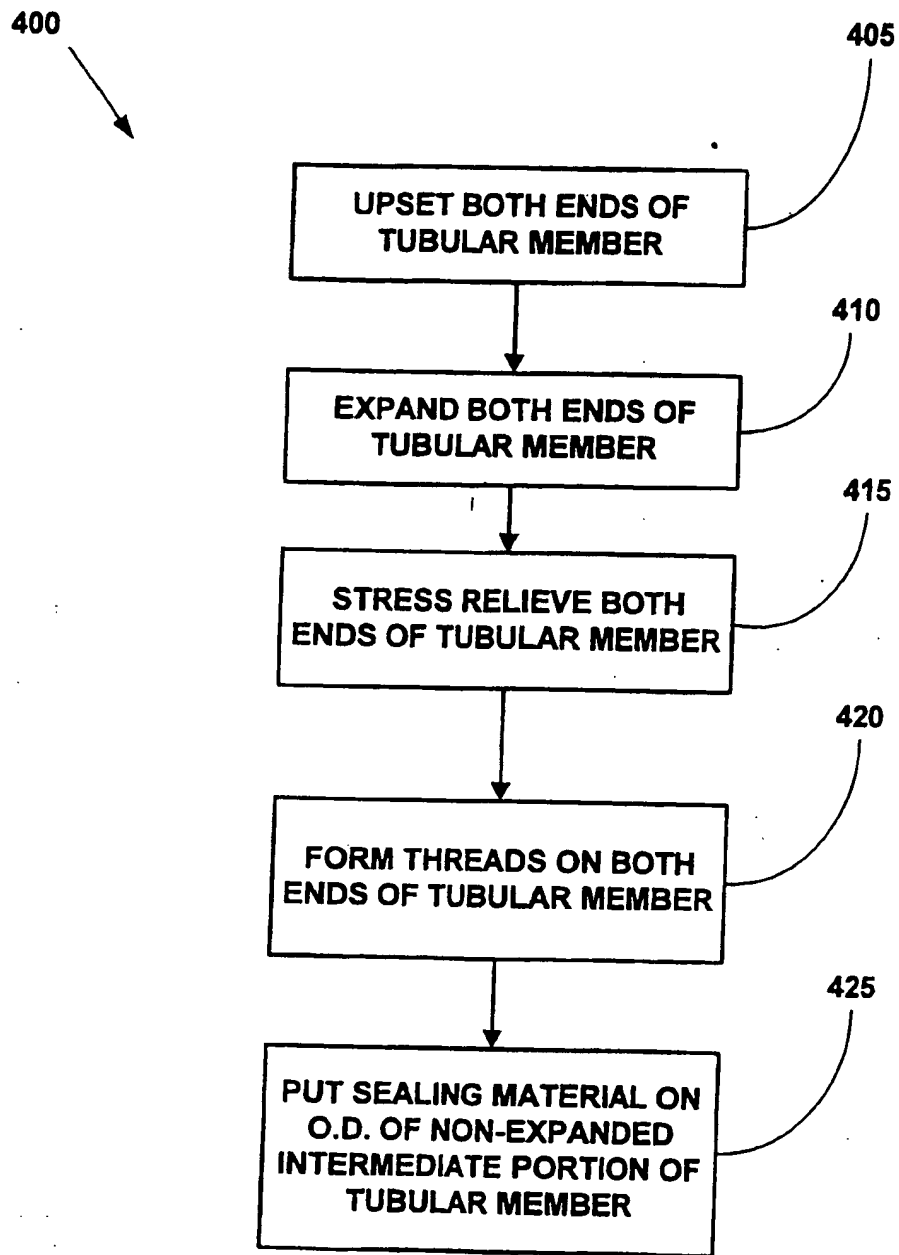 400
405
UPSET BOTH ENDS OF
TUBULAR MEMBER
410
EXPAND BOTH ENDS OF
TUBULAR MEMBER
415
STRESS RELIEVE BOTH
ENDS OF TUBULAR MEMBER
420
FORM THREADS ON BOTH
ENDS OF TUBULAR MEMBER
425
PUT SEALING MATERIAL ON
O.D. OF NON-EXPANDED
INTERMEDIATE PORTION OF
TUBULAR MEMBER